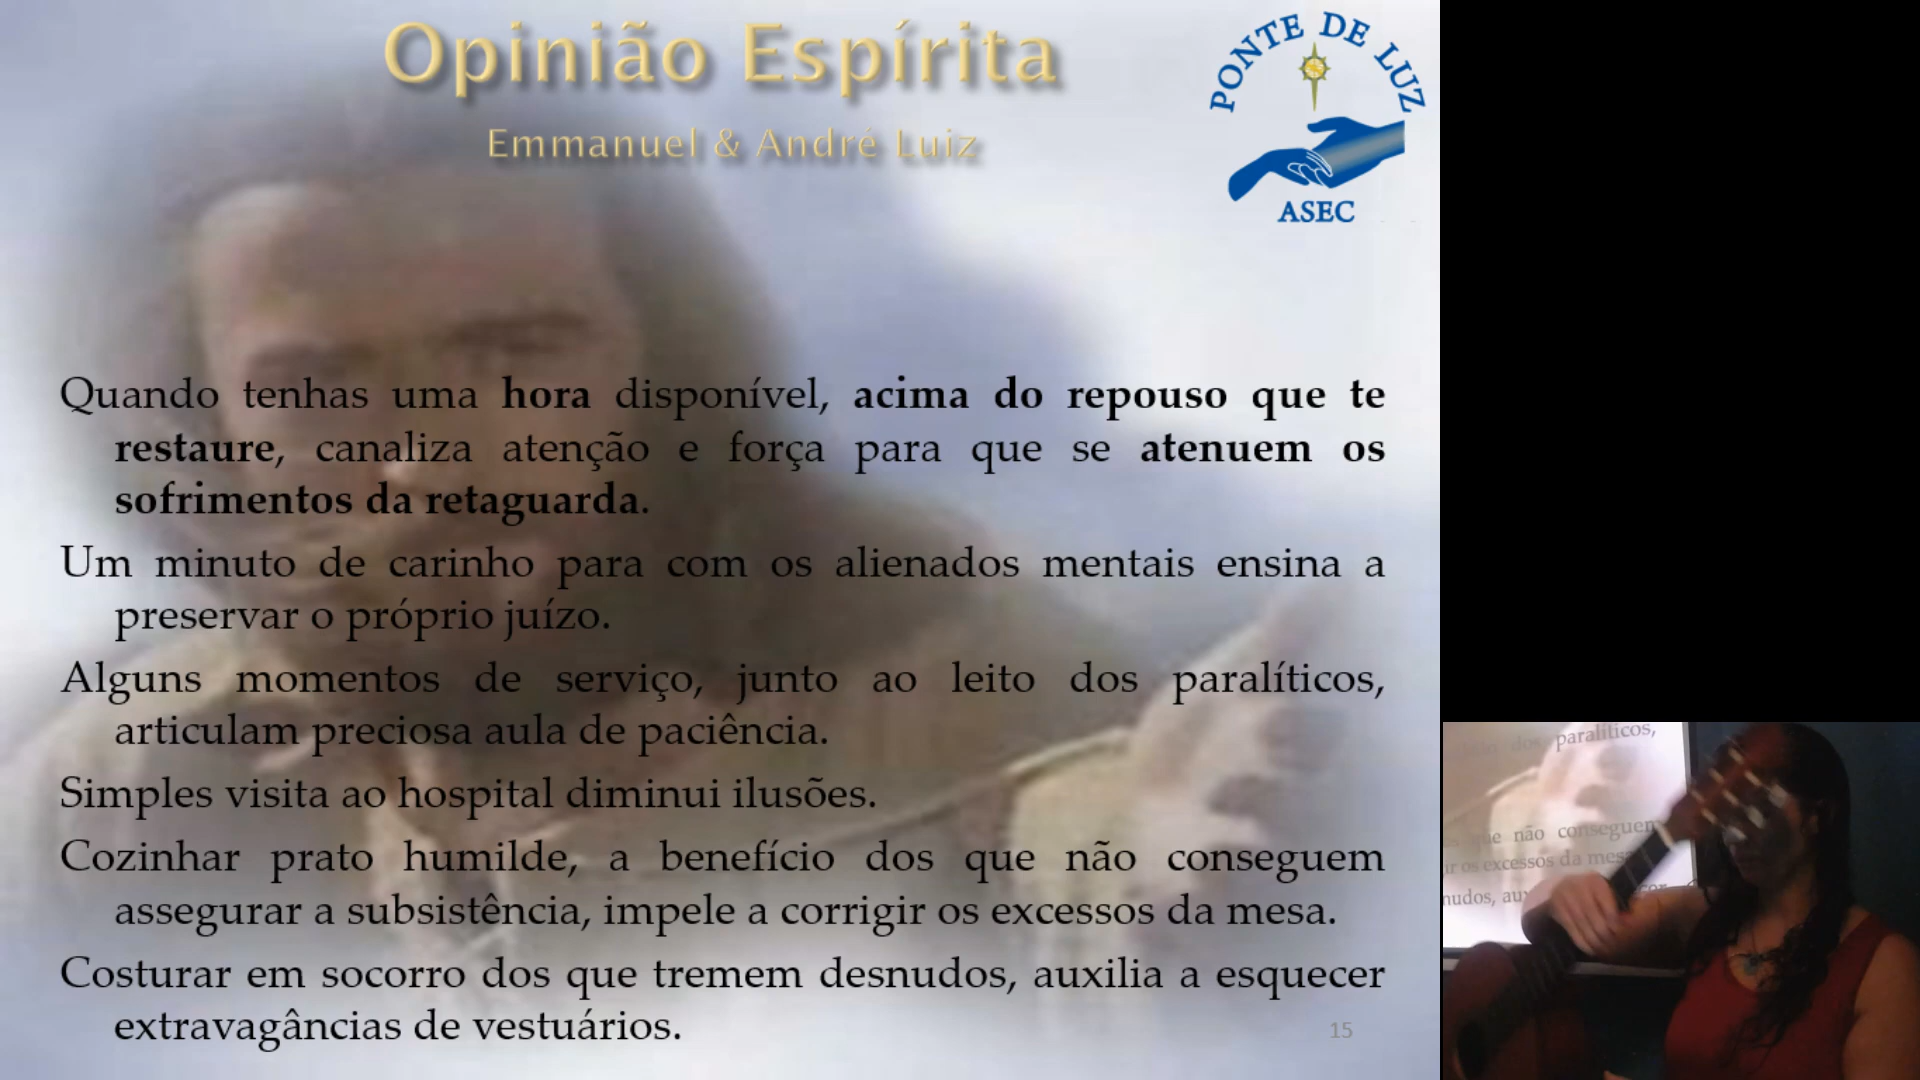 Opinião Espírita
Emmanuel & André Luiz
PONTE DE LUZ
ASEC
Quando tenhas uma hora disponível, acima do repouso que te
restaure, canaliza atenção e força para que se atenuem os
sofrimentos da retaguarda.
Um minuto de carinho para com os alienados mentais ensina a
preservar o próprio juízo.
Alguns momentos de serviço, junto ao leito dos paralíticos,
articulam preciosa aula de paciência.
Simples visita ao hospital diminui ilusões.
Cozinhar prato humilde, a benefício dos que não conseguem
assegurar a subsistência, impele a corrigir os excessos da mesa.
Costurar em socorro dos que tremem desnudos, auxilia a esquecer
extravagâncias de vestuários.
15
dos paralíticos,
que não conseguem
os excessos da mesa